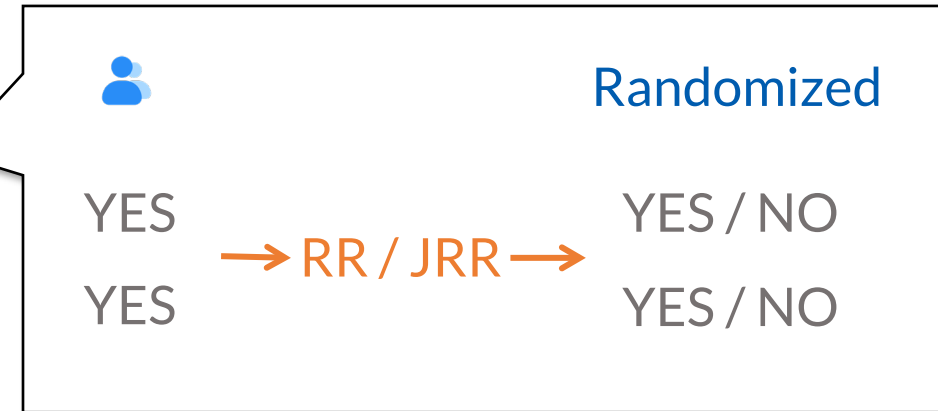 Randomized
YES
YES / NO
RR / JRR
YES
YES / NO